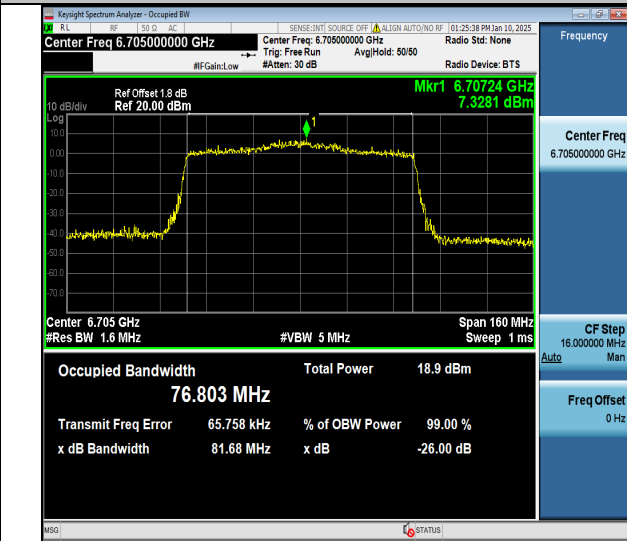 Keysight Spectrum Analyzer - Occupied BW
RL RF 50 Ω AC SENSE:INT SOURCE OFF ALIGN AUTO/NO RF 01:25:38 PM Jan 10, 2025
Center Freq 6.705000000 GHz
Center Freq: 6.705000000 GHz Radio Std: None
Trig: Free Run Avg|Hold: 50/50
#IFGain:Low #Atten: 30 dB Radio Device: BTS
Ref Offset 1.8 dB
10 dB/div Ref 20.00 dBm
Mkr1 6.70724 GHz
7.3281 dBm
Log
1
10.0
0.00
-10.0
-20.0
-30.0
-40.0
-50.0
-60.0
-70.0
Center 6.705 GHz Span 160 MHz
#Res BW 1.6 MHz #VBW 5 MHz Sweep 1 ms
Occupied Bandwidth Total Power 18.9 dBm
76.803 MHz
Transmit Freq Error 65.758 kHz % of OBW Power 99.00 %
x dB Bandwidth 81.68 MHz x dB -26.00 dB
MSG STATUS
Frequency
Center Freq
6.705000000 GHz
CF Step
16.000000 MHz
Auto Man
Freq Offset
0 Hz